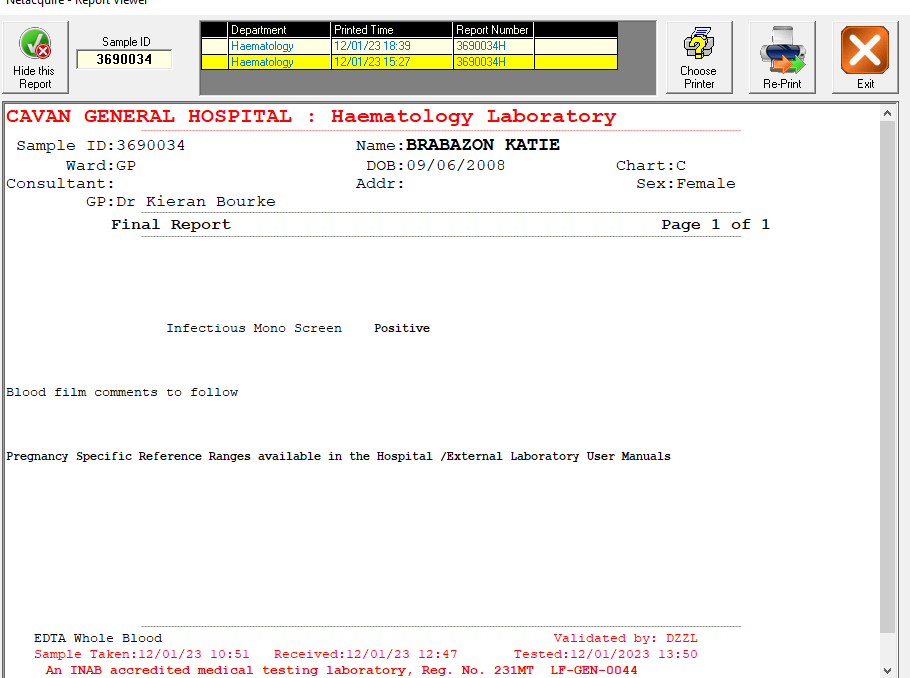 Netacquire - Report Viewer
Hide this Report
Sample ID
3690034
Department Printed Time Report Number
Haematology 12/01/23 18:39 3690034H
Haematology 12/01/23 15:27 3690034H
Choose Printer
Re-Print
Exit
CAVAN GENERAL HOSPITAL : Haematology Laboratory
Sample ID:3690034 Name:BRABAZON KATIE
Ward:GP DOB:09/06/2008 Chart:C
Consultant: Addr: Sex:Female
GP:Dr Kieran Bourke
Final Report Page 1 of 1
Infectious Mono Screen Positive
Blood film comments to follow
Pregnancy Specific Reference Ranges available in the Hospital /External Laboratory User Manuals
EDTA Whole Blood Validated by: DZZL
Sample Taken:12/01/23 10:51 Received:12/01/23 12:47 Tested:12/01/2023 13:50
An INAB accredited medical testing laboratory, Reg. No. 231MT LF-GEN-0044